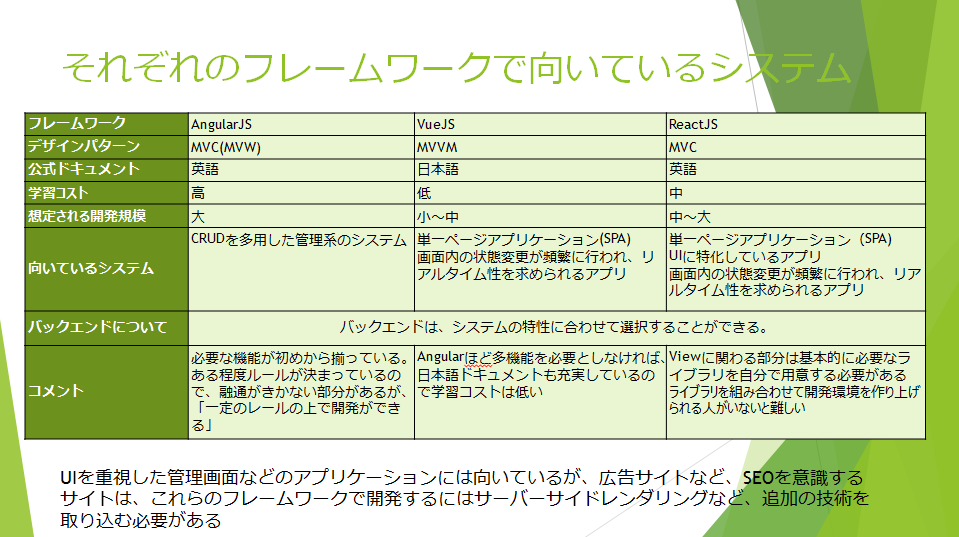 それぞれのフレームワークで向いているシステム
フレームワーク AngularJS VueJS ReactJS
デザインパターン MVC(MVW) MVVM MVC
公式ドキュメント 英語 日本語 英語
学習コスト 高 低 中
想定される開発規模 大 小～中 中～大
向いているシステム
CRUDを多用した管理系のシステム
単一ページアプリケーション(SPA)
画面内の状態変更が頻繁に行われ、リ
アルタイム性を求められるアプリ
単一ページアプリケーション（SPA)
UIに特化しているアプリ
画面内の状態変更が頻繁に行われ、リア
ルタイム性を求められるアプリ
バックエンドについて バックエンドは、システムの特性に合わせて選択することができる。
コメント
必要な機能が初めから揃っている。
ある程度ルールが決まっているの
で、融通がきかない部分があるが、
「一定のレールの上で開発ができ
る」
Angularほど多機能を必要としなければ、
日本語ドキュメントも充実しているの
で学習コストは低い
Viewに関わる部分は基本的に必要なラ
イブラリを自分で用意する必要がある
ライブラリを組み合わせて開発環境を作り上げ
られる人がいないと難しい
UIを重視した管理画面などのアプリケーションには向いているが、広告サイトなど、SEOを意識する
サイトは、これらのフレームワークで開発するにはサーバーサイドレンダリングなど、追加の技術を
取り込む必要がある